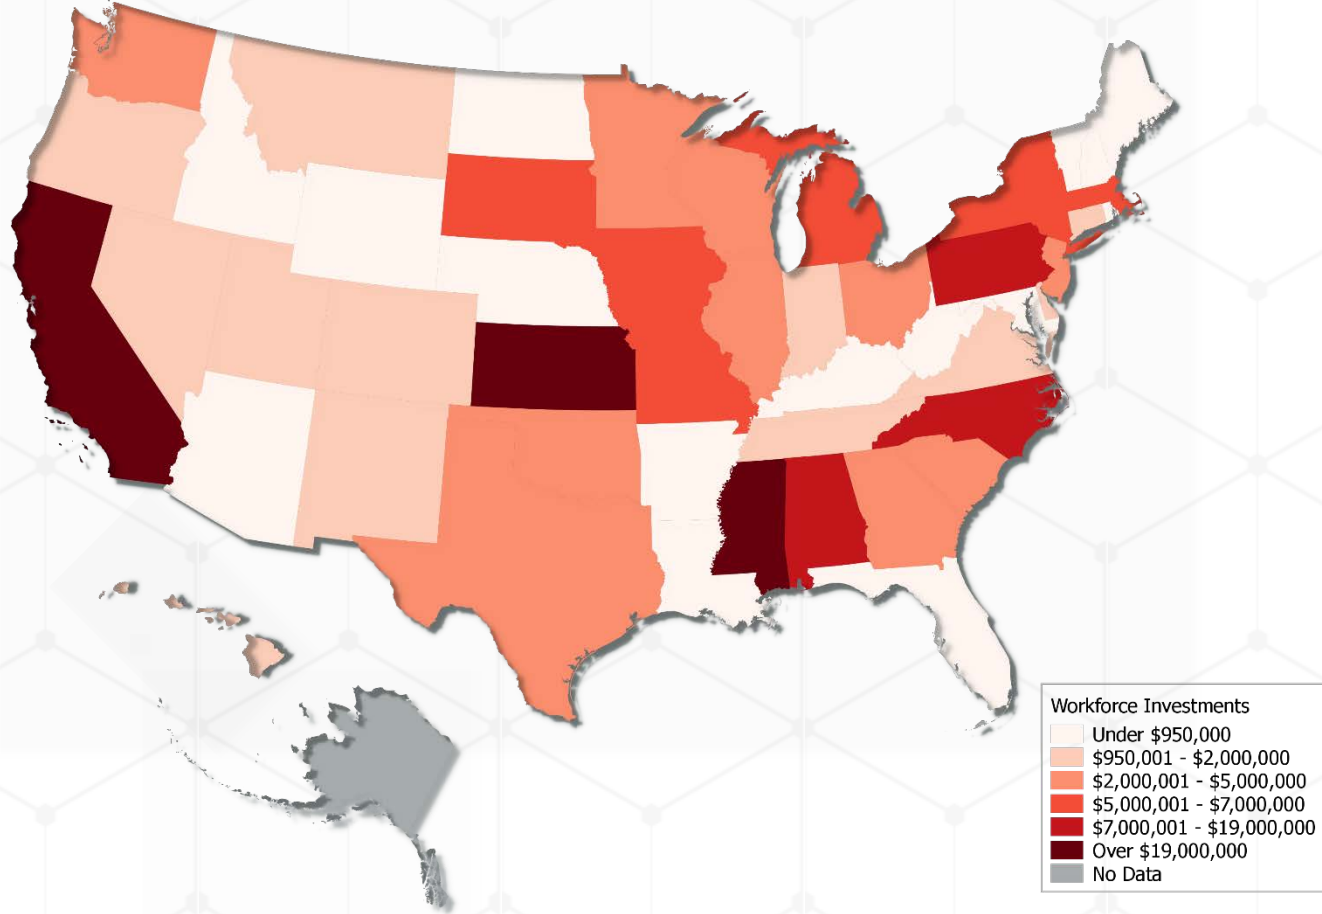 Workforce Investments
Under $950,000
$950,001 - $2,000,000
$2,000,001 - $5,000,000
$5,000,001 - $7,000,000
$7,000,001 - $19,000,000
Over $19,000,000
No Data